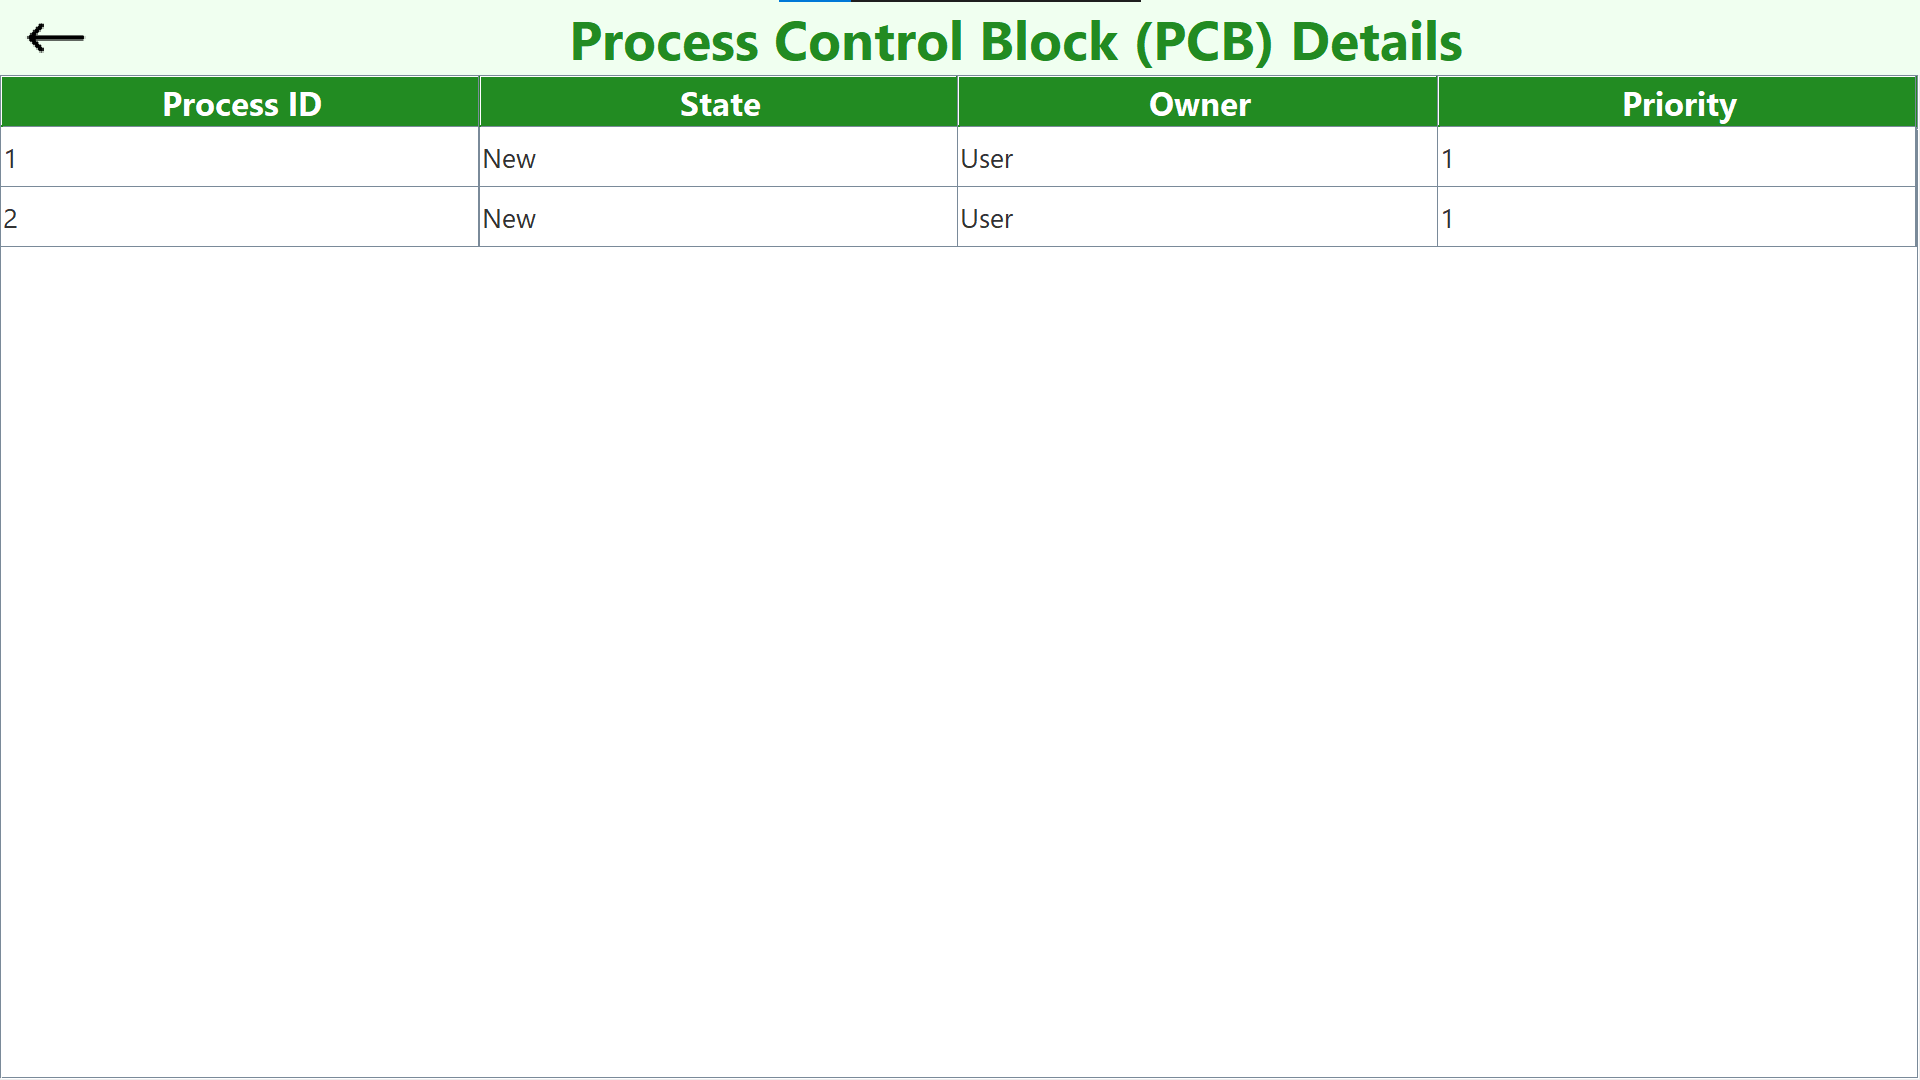 Process Control Block (PCB) Details
Process ID State Owner Priority
1 New User 1
2 New User 1